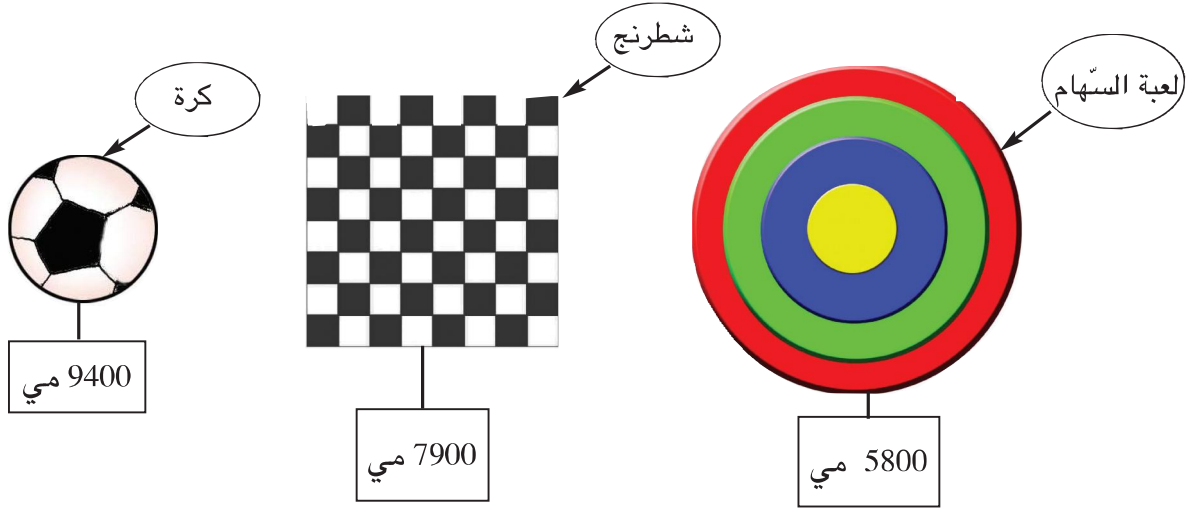 لعبة السّهام
شطرنج
كرة
5800 مي
7900 مي
9400 مي